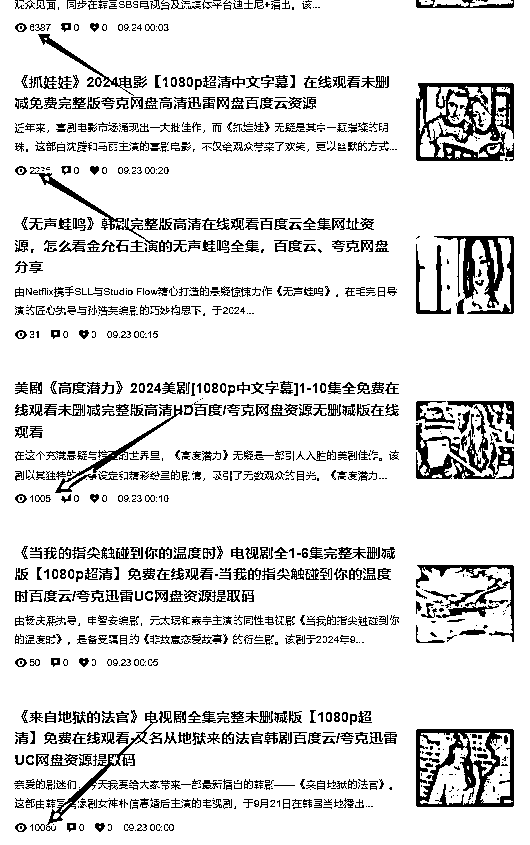 观众见面，同步在韩国SBS电视台及流媒体平台迪士尼+播出。该...
6387 0 0 09.24 00:03
《抓娃娃》2024电影【1080p超清中文字幕】在线观看未删
减免费完整版夸克网盘高清迅雷网盘百度云资源
近年来，喜剧电影市场涌现出一大批佳作，而《抓娃娃》无疑是其中一颗璀璨的明
珠。这部由沈腾和马丽主演的喜剧电影，不仅给观众带来了欢笑，更以幽默的方式...
2225 0 0 09.23 00:20
《无声蛙鸣》韩剧完整版高清在线观看百度云全集网址资
源，怎么看金允石主演的无声蛙鸣全集，百度云、夸克网盘
分享
由Netflix携手SLL与Studio Flow精心打造的悬疑惊悚力作《无声蛙鸣》，在毛完日导
演的匠心执导与孙浩英编剧的巧妙构思下，于2024...
31 0 0 09.23 00:15
美剧《高度潜力》2024美剧[1080p中文字幕]1-10集全免费在
线观看未删减完整版高清HD百度/夸克网盘资源无删减版在线
观看
在这个充满悬疑与推理的世界里，《高度潜力》无疑是一部引人入胜的美剧佳作。该
剧以其独特的故事设定和精彩纷呈的剧情，吸引了无数观众的目光。《高度潜力...
1005 0 0 09.23 00:10
《当我的指尖触碰到你的温度时》电视剧全1-6集完整未删减
版【1080p超清】免费在线观看-当我的指尖触碰到你的温度
时百度云/夸克迅雷UC网盘资源提取码
由杨庆熙执导，申智安编剧，元太珉和禀亭主演的同性电视剧《当我的指尖触碰到你
的温度时》，是备受瞩目的《非故意恋爱故事》的衍生剧。该剧于2024年9...
50 0 0 09.23 00:05
《来自地狱的法官》电视剧全集完整未删减版【1080p超
清】免费在线观看-又名从地狱来的法官韩剧百度云/夸克迅雷
UC网盘资源提取码
亲爱的剧迷们，今天我要给大家带来一部最新播出的韩剧——《来自地狱的法官》。
这部由韩国人气剧女神朴信惠婚后主演的电视剧，于9月21日在韩国当地播出...
10060 0 0 09.23 00:00